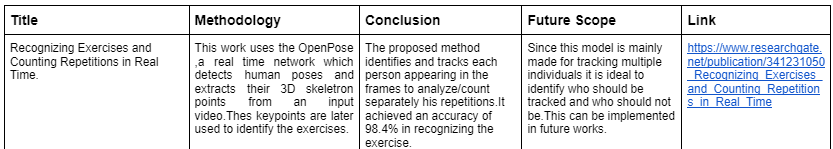 Title
Methodology
Conclusion
Future Scope
Link
Recognizing Exercises and
Counting Repetitions in Real
Time.
This work uses the OpenPose
,a real time network which
detects human poses and
extracts their 3D skeletron
points from an input
video.Thes keypoints are later
used to identify the exercises.
The proposed method
identifies and tracks each
person appearing in the
frames to analyze/count
separately his repetitions.It
achieved an accuracy of
98.4% in recognizing the
exercise.
Since this model is mainly
made for tracking multiple
individuals it is ideal to
identify who should be
tracked and who should not
be.This can be implemented
in future works.
https://www.researchgate.
net/publication/341231050
_Recognizing_Exercises_
and_Counting_Repetition
s_in_Real_Time